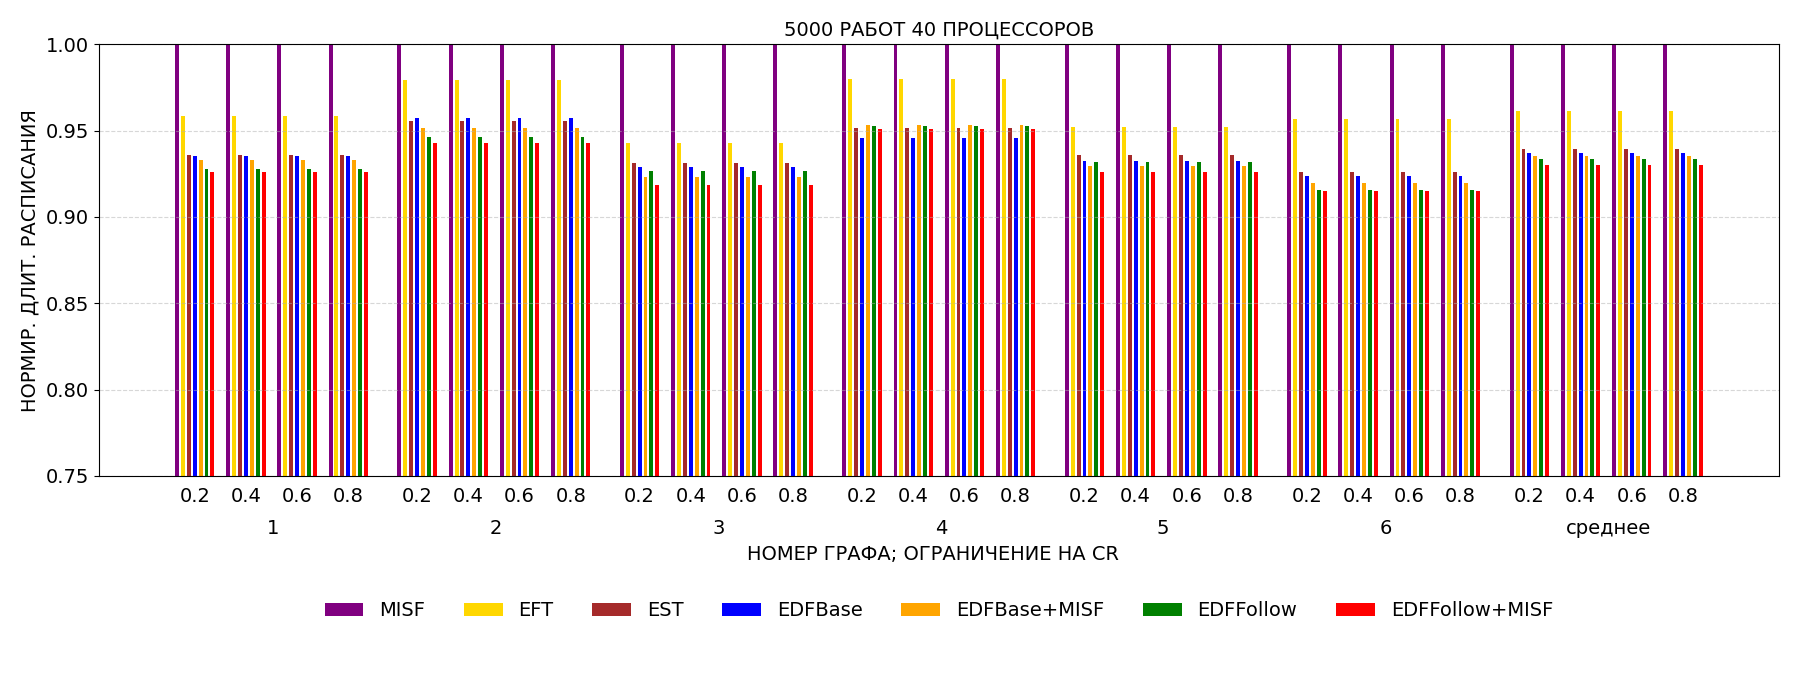 5000 РАБОТ 40 ПРОЦЕССОРОВ
НОРМИР. ДЛИТ. РАСПИСАНИЯ
1.00
0.95
0.90
0.85
0.80
0.75
0.2 0.4 0.6 0.8 0.2 0.4 0.6 0.8 0.2 0.4 0.6 0.8 0.2 0.4 0.6 0.8 0.2 0.4 0.6 0.8 0.2 0.4 0.6 0.8 0.2 0.4 0.6 0.8
1 2 3 4 5 6 среднее
НОМЕР ГРАФА; ОГРАНИЧЕНИЕ НА CR
MISF EFT EST EDFBase EDFBase+MISF EDFFollow EDFFollow+MISF